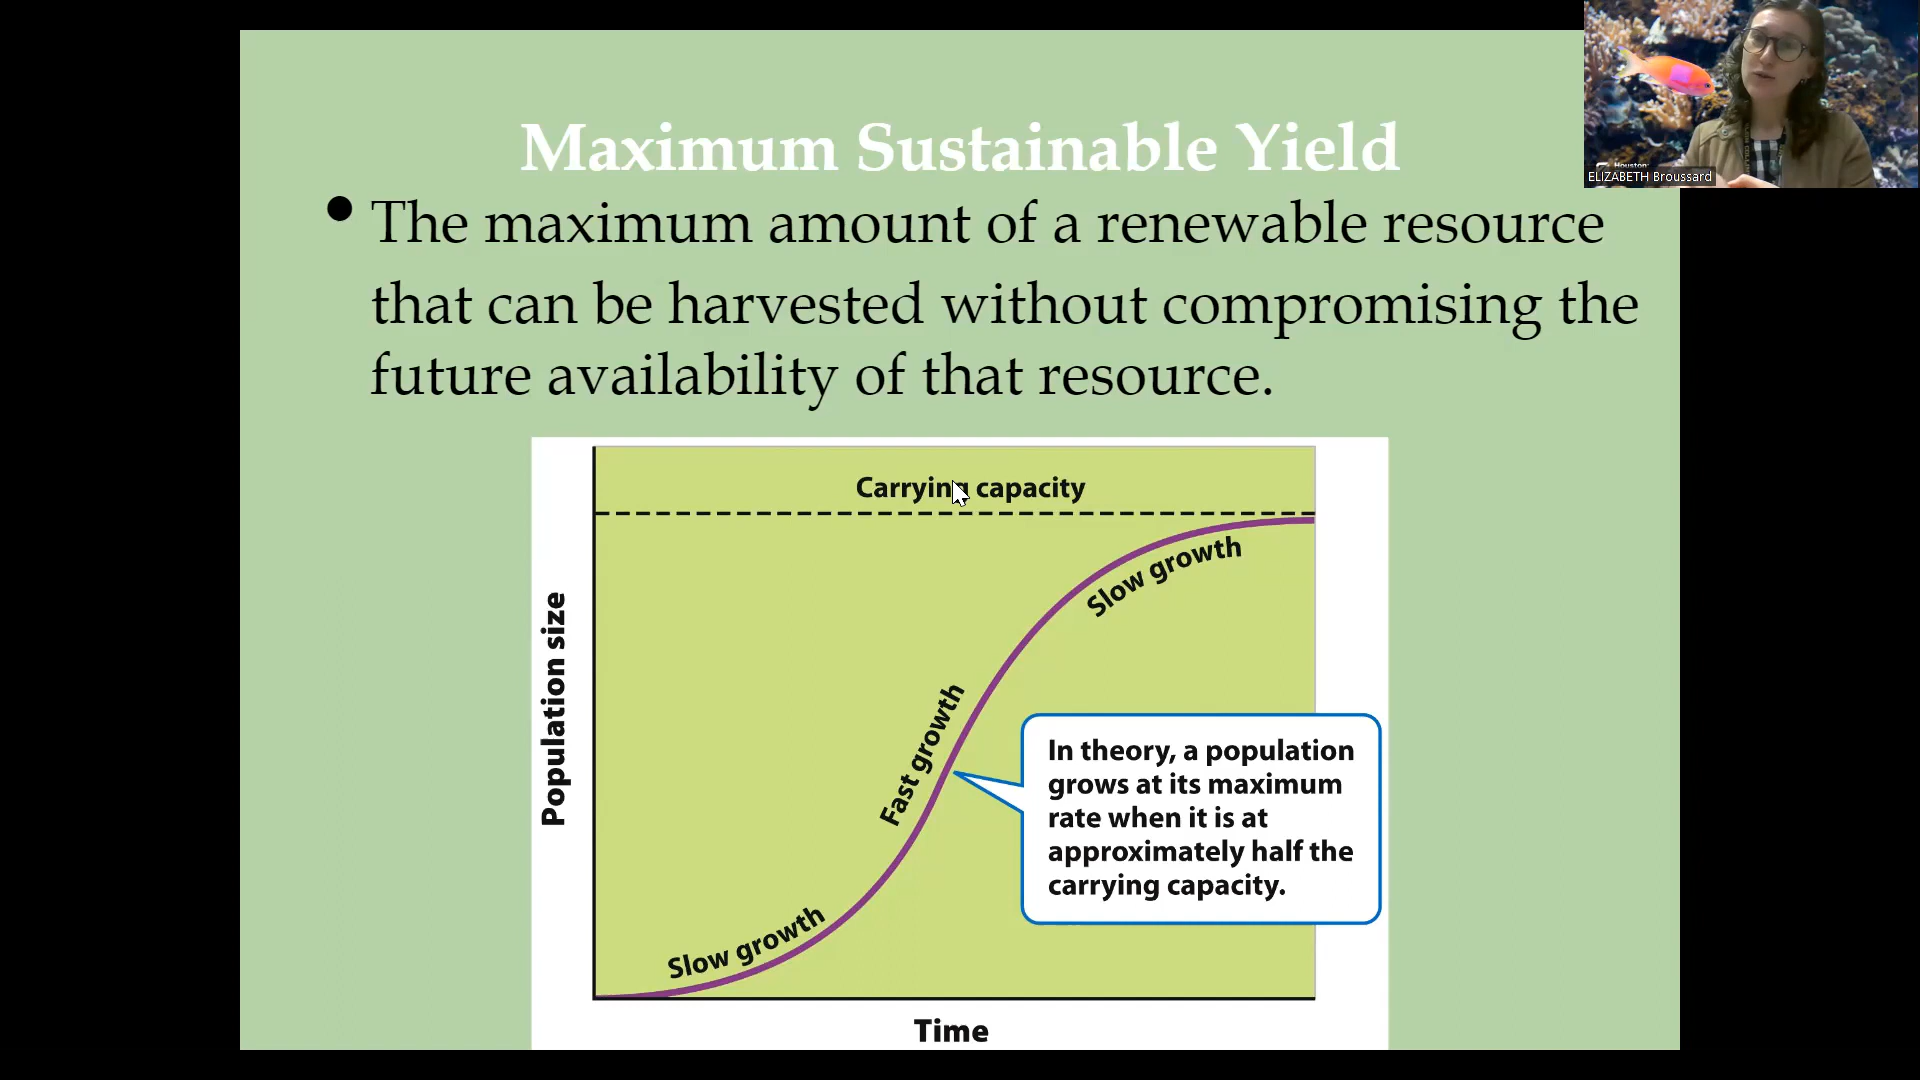 Maximum Sustainable Yield
• The maximum amount of a renewable resource
that can be harvested without compromising the
future availability of that resource.
Carrying capacity
Slow growth
Fast growth
Slow growth
In theory, a population
grows at its maximum
rate when it is at
approximately half the
carrying capacity.
Population size
Time
Houston
ELIZABETH Broussard